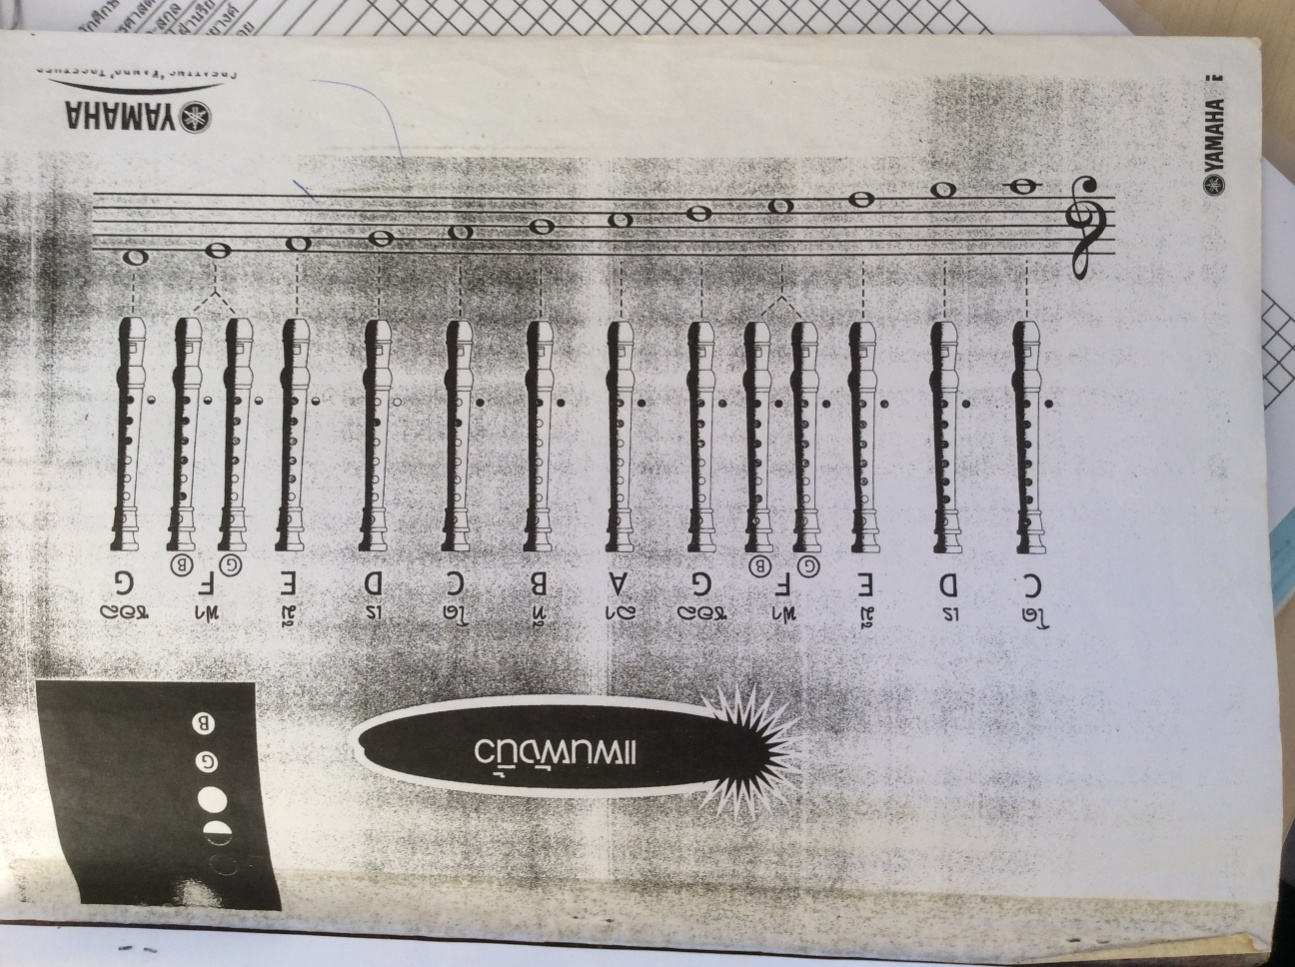 แผนผังนิ้ว
G
B
โด เร มี ฟา ซอล ลา ที โด เร มี ฟา ซอล
C D E F G A B C D E F G
G B G B
YAMAHA
CREATING 'KANDO' TOGETHER
YAMAHA